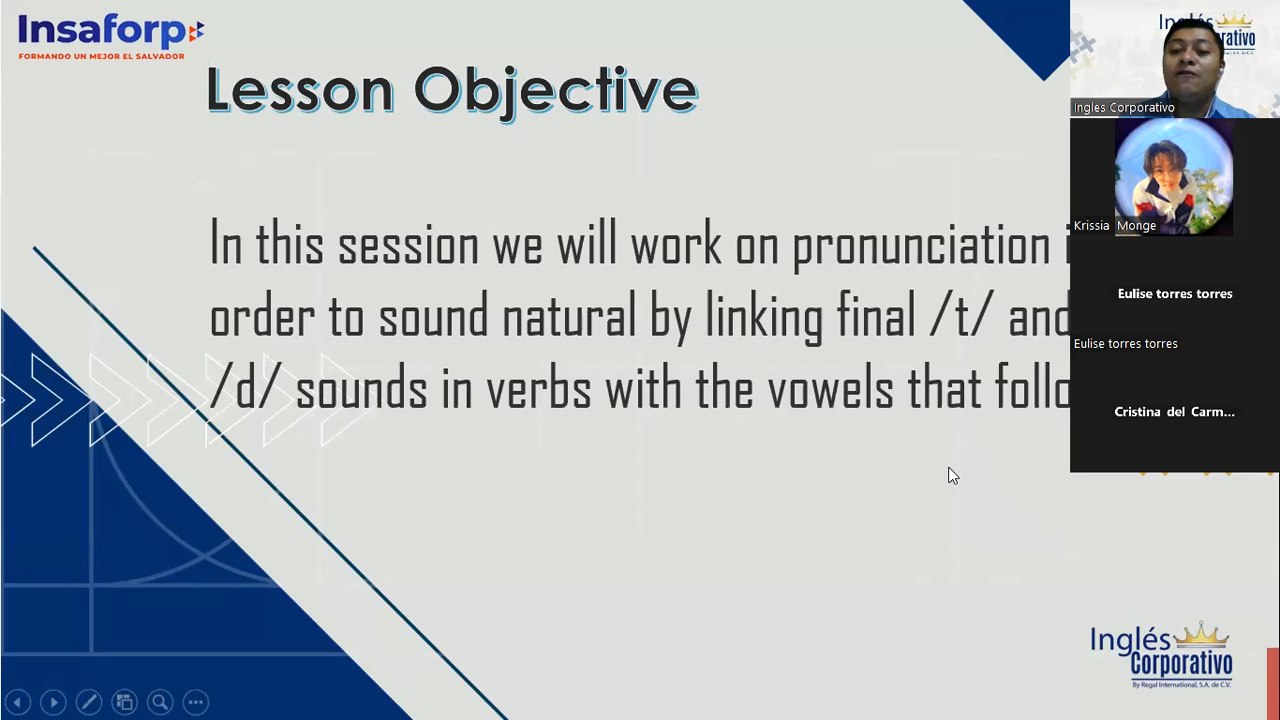 Insaforp
FORMANDO UN MEJOR EL SALVADOR
Lesson Objective
In this session we will work on pronunciation
order to sound natural by linking final /t/ and
/d/ sounds in verbs with the vowels that follo
Inglés
Ingles Corporativo
Krissia Monge
Eulise torres torres
Eulise torres torres
Cristina del Carm...
Inglés
Corporativo
By Regal International, S.A. de C.V.